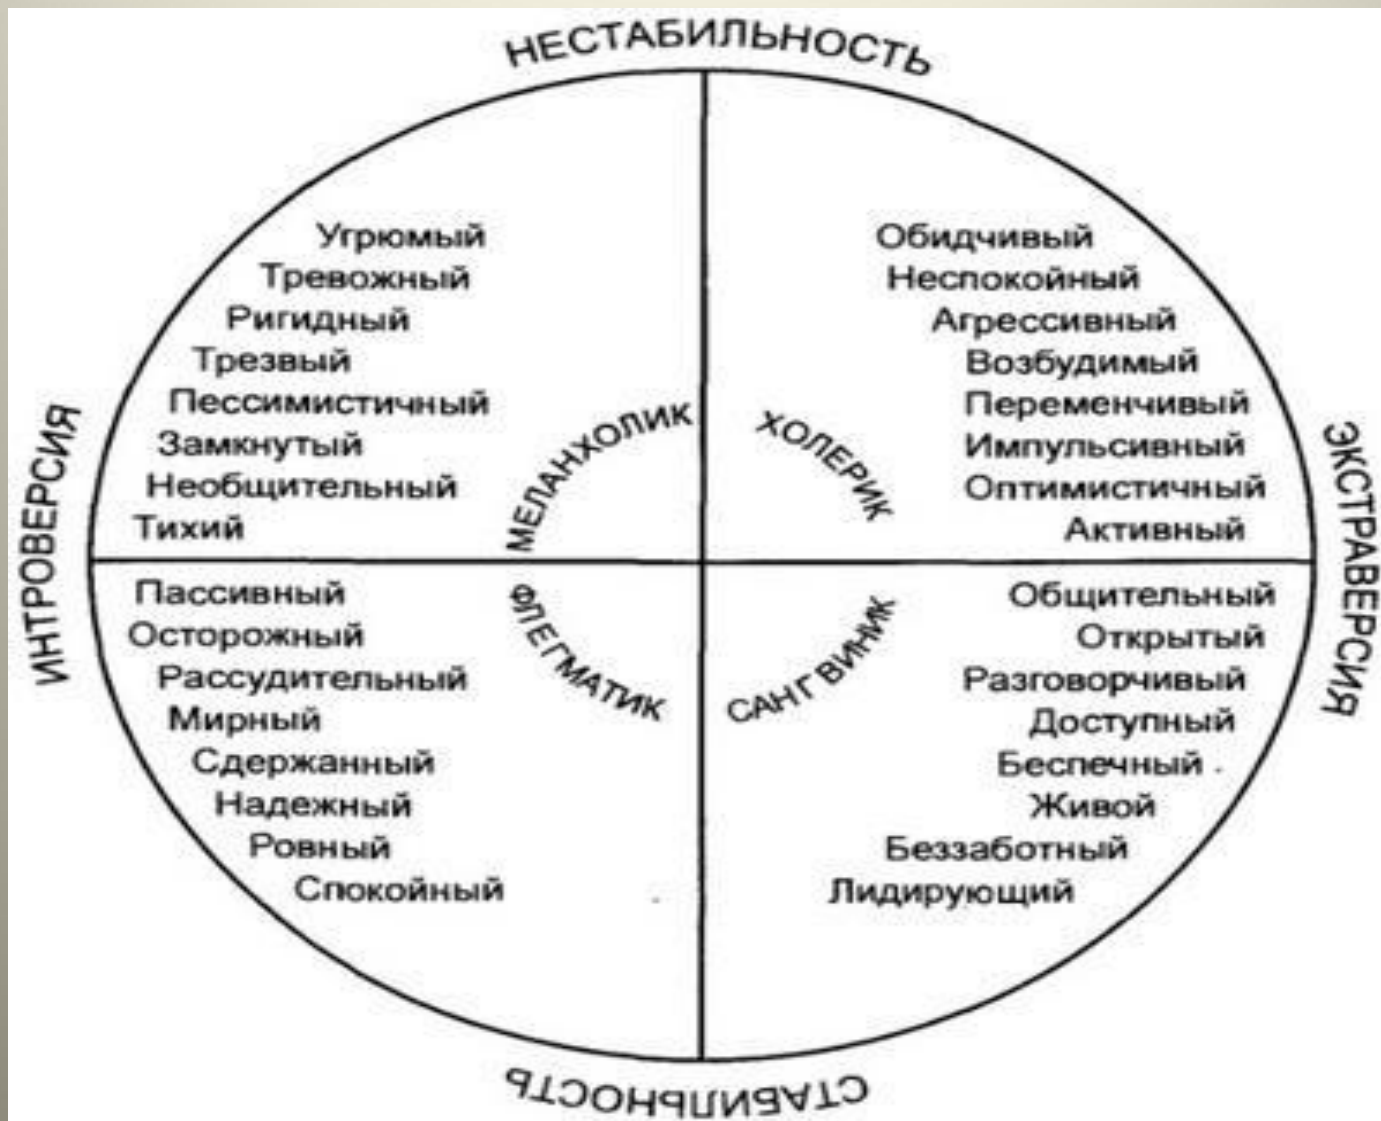 НЕСТАБИЛЬНОСТЬ
ИНТРОВЕРСИЯ
ЭКСТРАВЕРСИЯ
Угрюмый
Тревожный
Ригидный
Трезвый
Пессимистичный
Замкнутый
Необщительный
Тихий
МЕЛАНХОЛИК
Обидчивый
Неспокойный
Агрессивный
Возбудимый
Переменчивый
Импульсивный
Оптимистичный
Активный
ХОЛЕРИК
Пассивный
Осторожный
Рассудительный
Мирный
Сдержанный
Надежный
Ровный
Спокойный
ФЛЕГМАТИК
Общительный
Открытый
Разговорчивый
Доступный
Беспечный
Живой
Беззаботный
Лидирующий
САНГВИНИК
СТАБИЛЬНОСТЬ